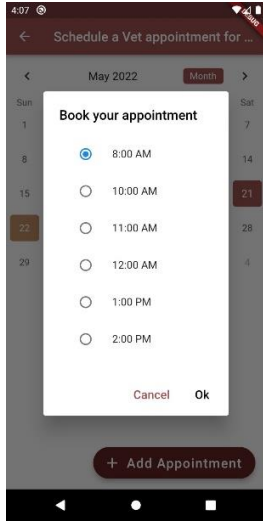 4:07
DEBUG
Schedule a Vet appointment for ...
May 2022 Month
Sun Sat
1 7
Book your appointment
8 14
8:00 AM
15 21
10:00 AM
22 28
11:00 AM
29 4
12:00 AM
1:00 PM
2:00 PM
Cancel Ok
+ Add Appointment